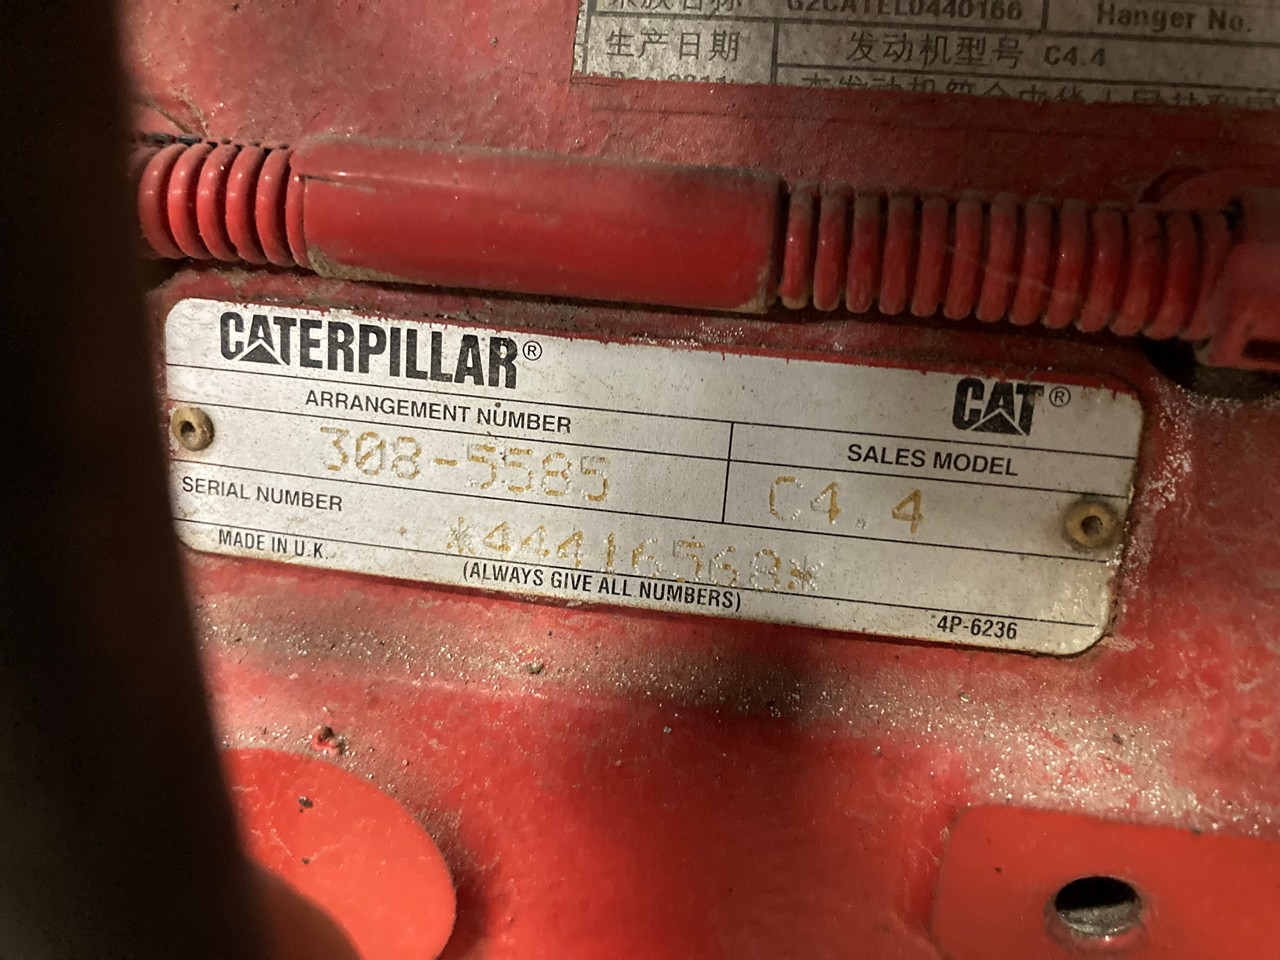 G2CATEL0440166 Hanger No.
生产日期 发动机型号 C4.4
CATERPILLAR®
CAT®
ARRANGEMENT NUMBER
308-5585
SALES MODEL
C4.4
SERIAL NUMBER
*44416568*
MADE IN U.K.
(ALWAYS GIVE ALL NUMBERS)
4P-6236